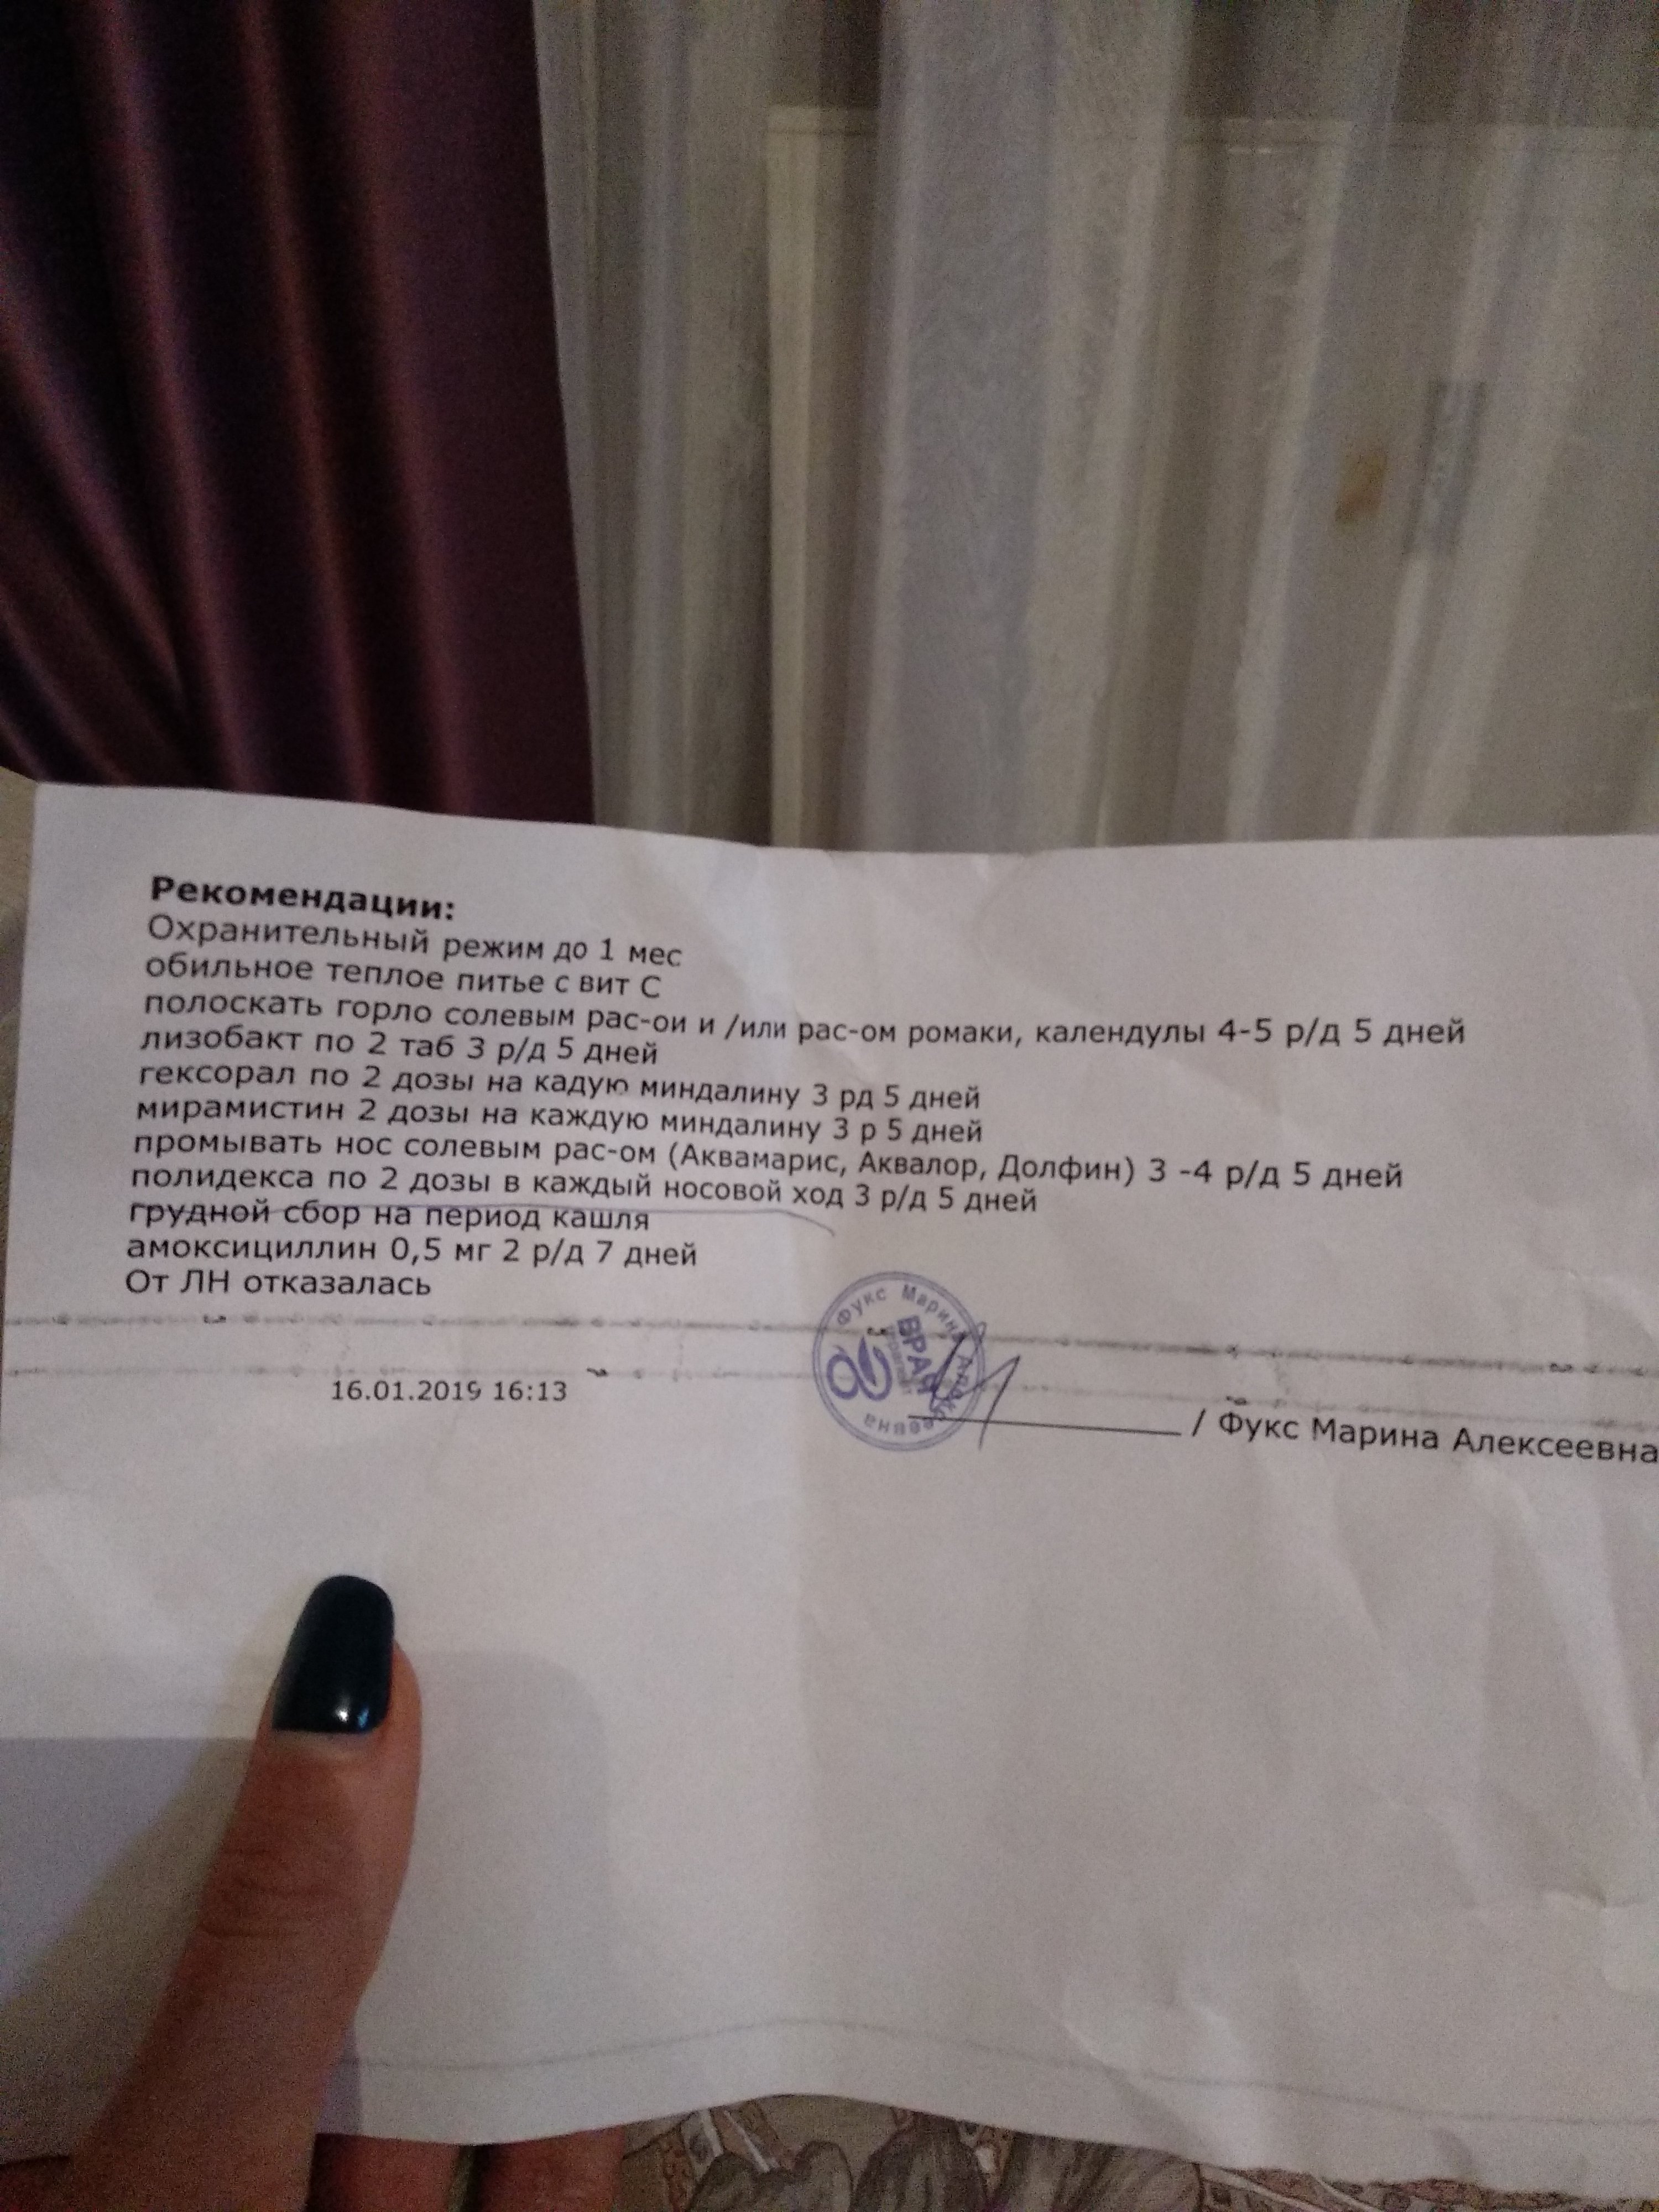 Рекомендации:
Охранительный режим до 1 мес
обильное теплое питье с вит С
полоскать горло солевым рас-ои и /или рас-ом ромаки, календулы 4-5 р/д 5 дней
лизобакт по 2 таб 3 р/д 5 дней
гексорал по 2 дозы на кадую миндалину 3 рд 5 дней
мирамистин 2 дозы на каждую миндалину 3 р 5 дней
промывать нос солевым рас-ом (Аквамарис, Аквалор, Долфин) 3 -4 р/д 5 дней
полидекса по 2 дозы в каждый носовой ход 3 р/д 5 дней
грудной сбор на период кашля
амоксициллин 0,5 мг 2 р/д 7 дней
От ЛН отказалась
Фукс Марина Алексеевна
ВРАЧ
16.01.2019 16:13
/ Фукс Марина Алексеевна